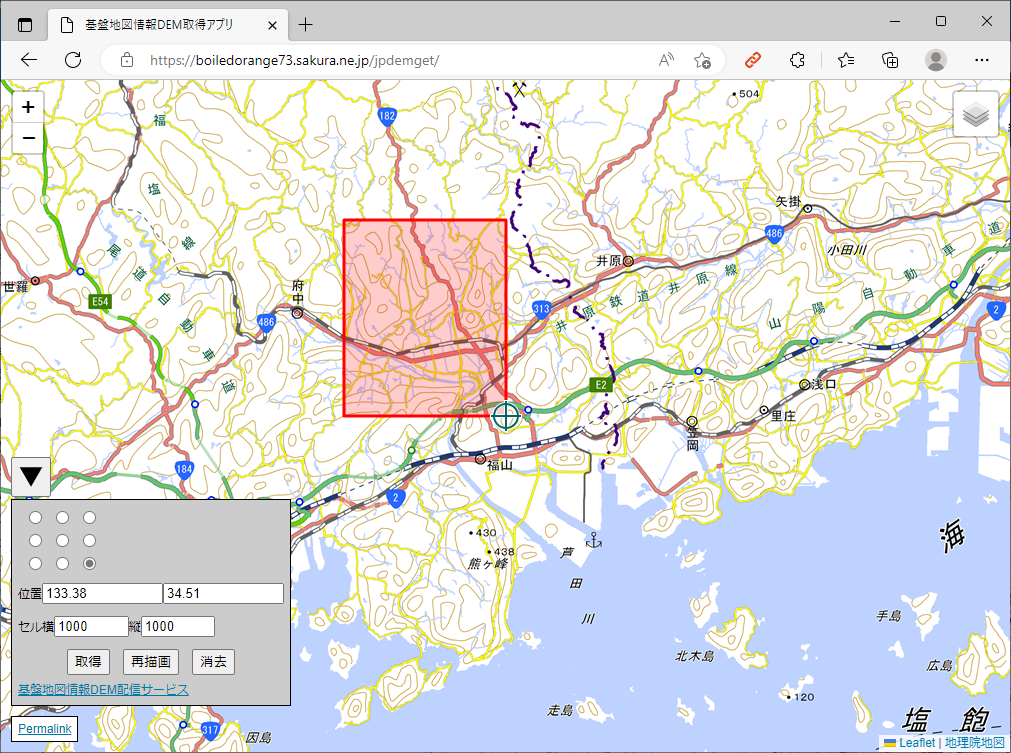 基盤地図情報DEM取得アプリ
https://boiledorange73.sakura.ne.jp/jpdemget/
+
−
182
504
福
塩
線
矢掛
486
小田川
尾道自動車道
世羅
E54
府中
486
井原
313
井原鉄道井原線
山陽自動車道
2
E2
浅口
里庄
笠岡
福山
184
2
430
438
熊ヶ峰
芦田川
海
手島
北木島
広島
120
走島
塩飽
317
因島
位置 133.38 34.51
セル横 1000 縦 1000
取得 再描画 消去
基盤地図情報DEM配信サービス
Permalink
Leaflet | 地理院地図